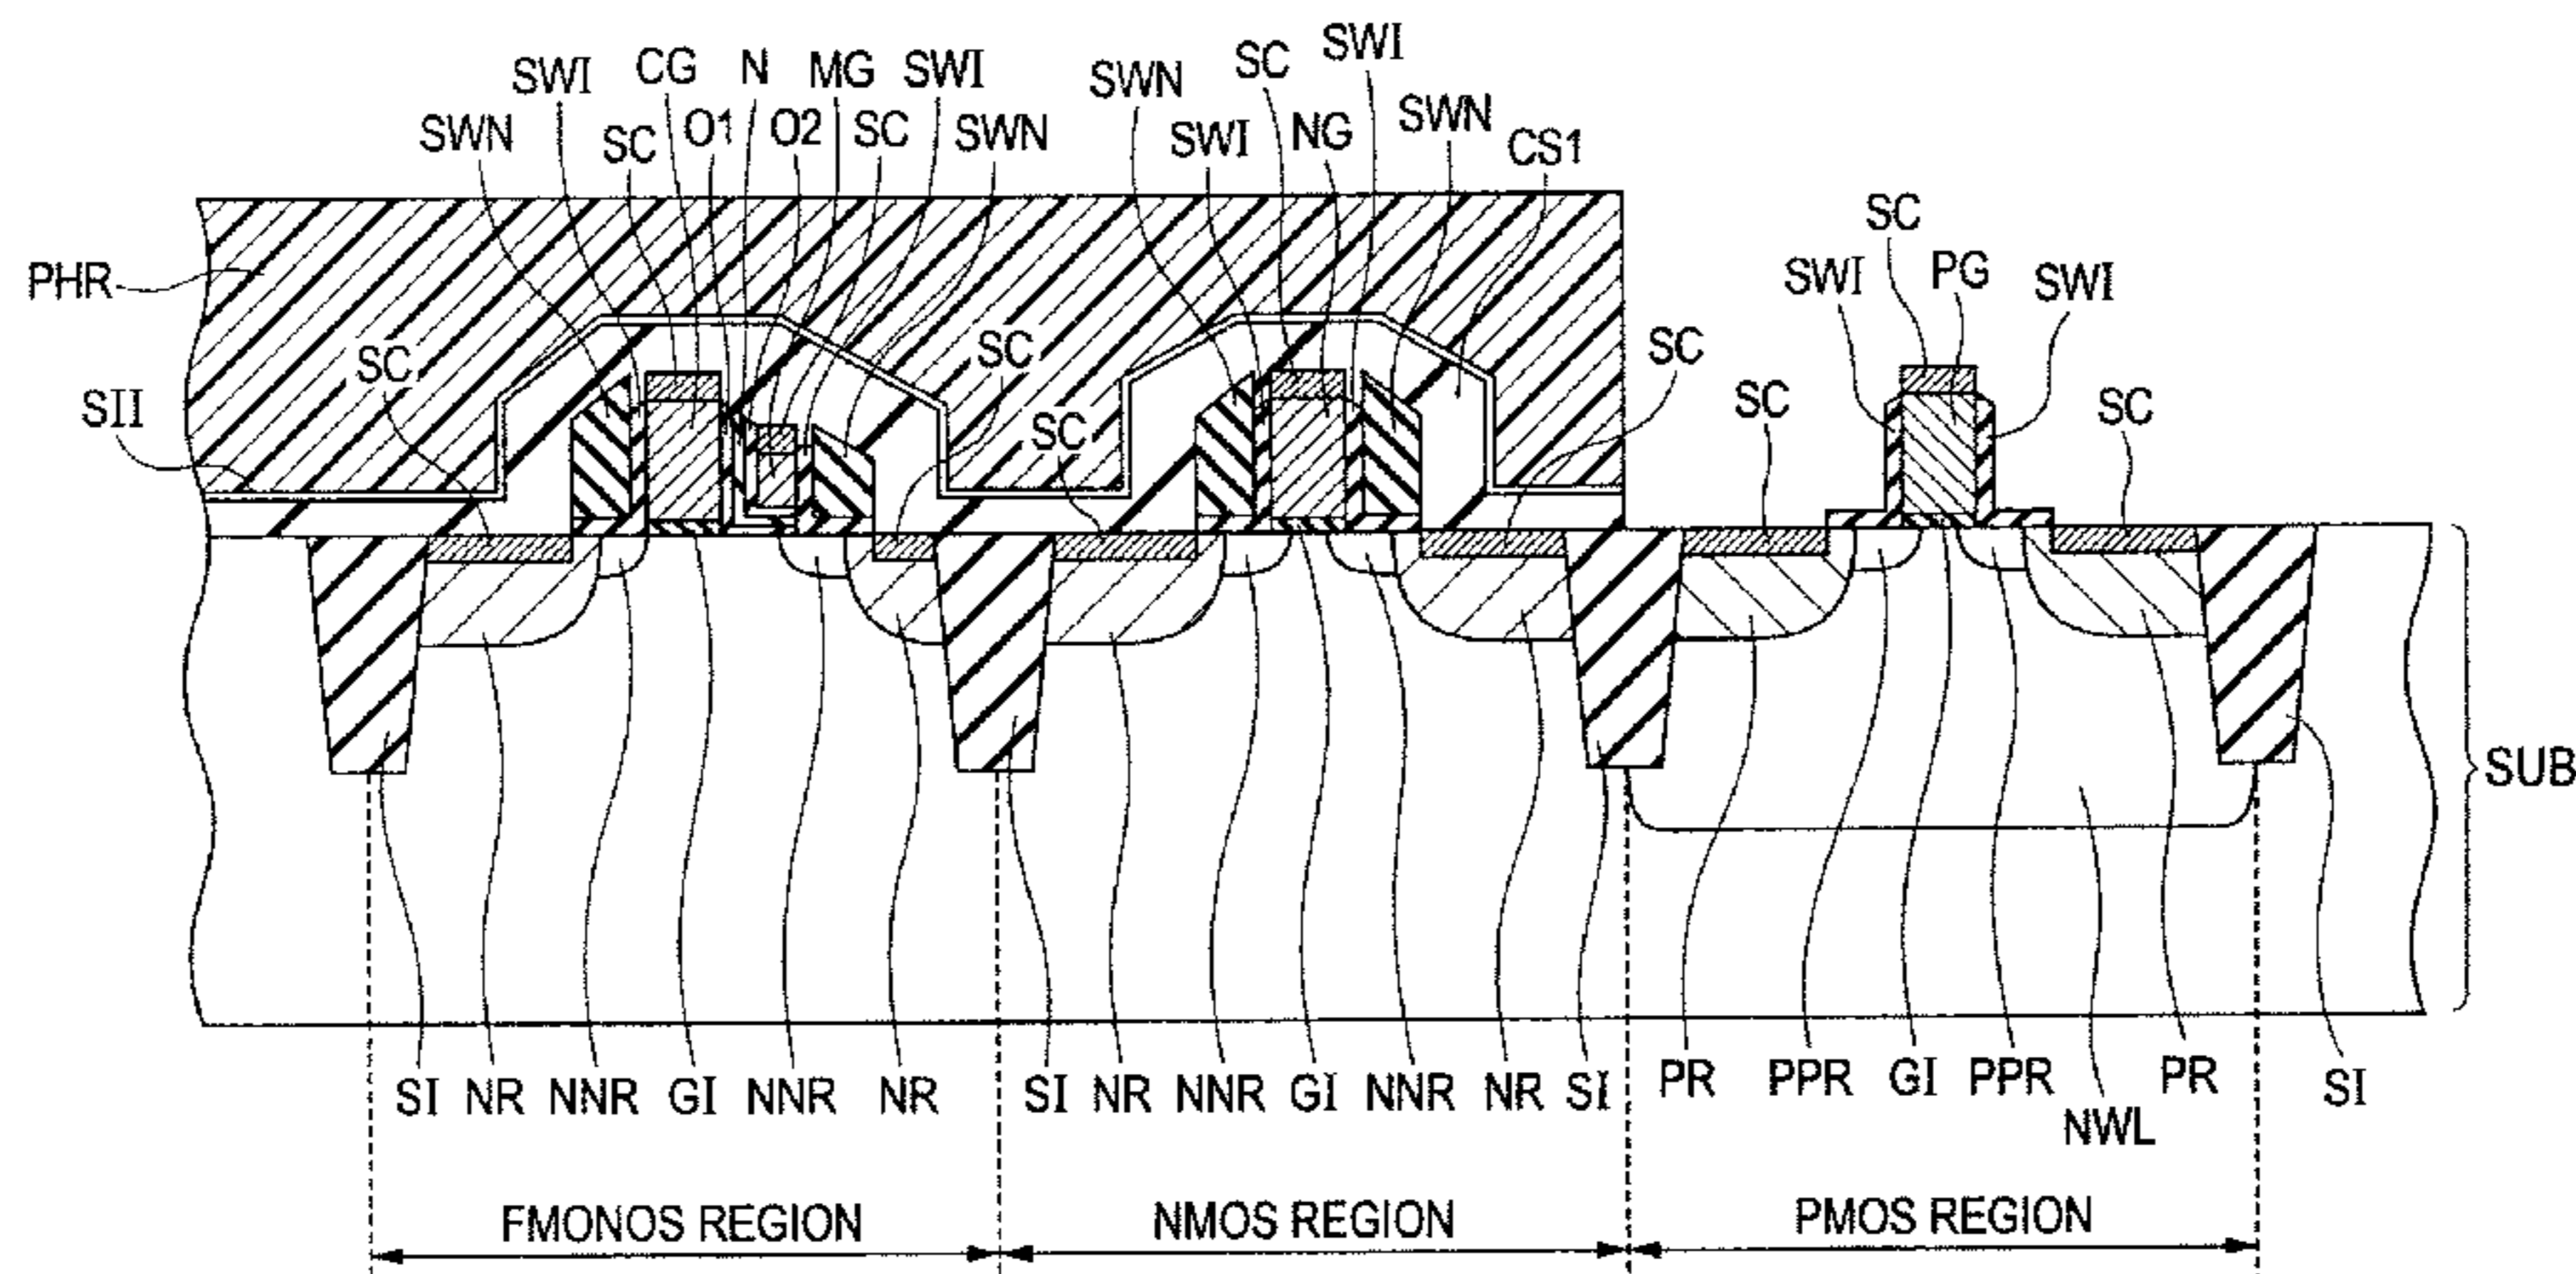 SWI CG N MG SWI SWN SC SWI
SWN SC O1 O2 SC SWN SWI NG SWN CS1
PHR SC SWI PG SWI
SII SC SC SC SC SC SC
SUB
SI NR NNR GI NNR NR SI NR NNR GI NNR NR SI PR PPR GI PPR PR SI
NWL
FMONOS REGION NMOS REGION PMOS REGION